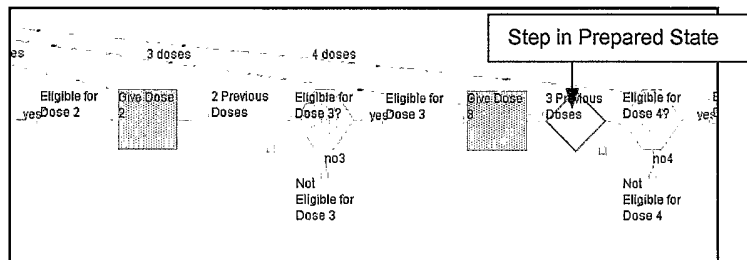 Step in Prepared State
es
3 doses
4 doses
Eligible for
Dose 2
yes
Give Dose
2
2 Previous
Doses
Eligible for
Dose 3?
yes
Eligible for
Dose 3
no3
Not
Eligible for
Dose 3
Give Dose
3
3 Previous
Doses
Eligible for
Dose 4?
yes
no4
Not
Eligible for
Dose 4